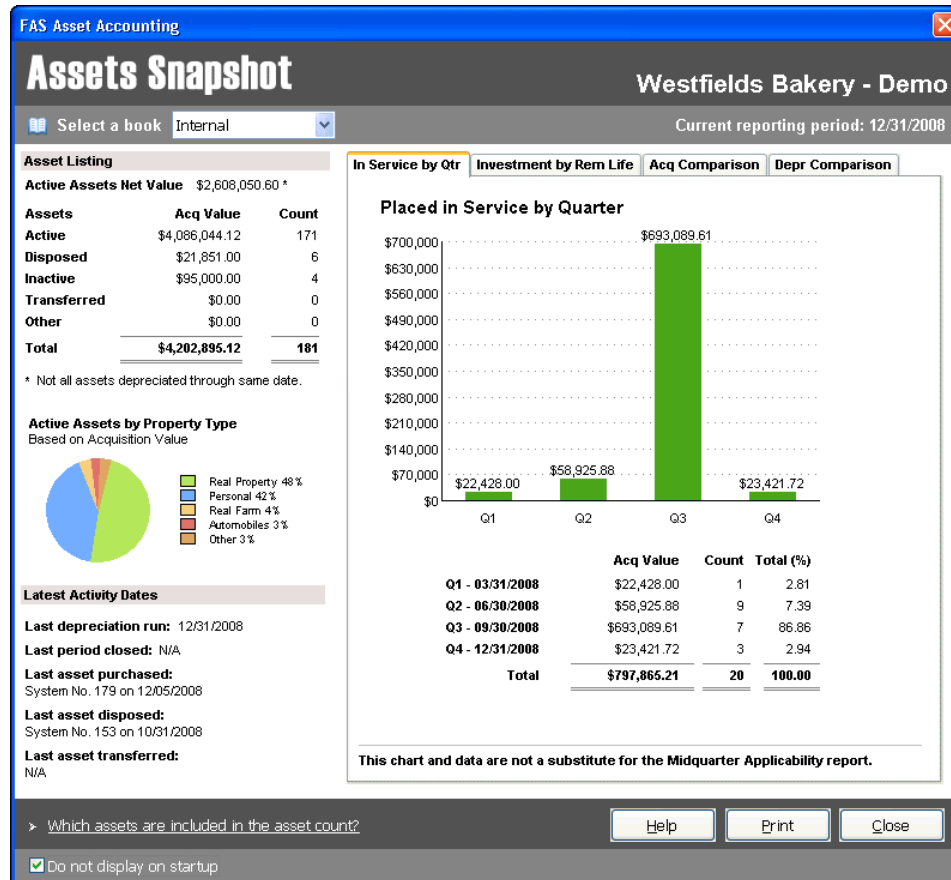 FAS Asset Accounting
Assets Snapshot
Westfields Bakery - Demo
Select a book Internal
Current reporting period: 12/31/2008
Asset Listing
Active Assets Net Value $2,608,050.60 *
Assets Acq Value Count
Active $4,086,044.12 171
Disposed $21,851.00 6
Inactive $95,000.00 4
Transferred $0.00 0
Other $0.00 0
Total $4,202,895.12 181
* Not all assets depreciated through same date.
Active Assets by Property Type
Based on Acquisition Value
Real Property 48%
Personal 42%
Real Farm 4%
Automobiles 3%
Other 3%
Latest Activity Dates
Last depreciation run: 12/31/2008
Last period closed: N/A
Last asset purchased:
System No. 179 on 12/05/2008
Last asset disposed:
System No. 153 on 10/31/2008
Last asset transferred:
N/A
In Service by Qtr Investment by Rem Life Acq Comparison Depr Comparison
Placed in Service by Quarter
$693,089.61
$700,000
$630,000
$560,000
$490,000
$420,000
$350,000
$280,000
$210,000
$140,000
$70,000
$0
$22,428.00
$58,925.88
$23,421.72
Q1 Q2 Q3 Q4
Acq Value Count Total (%)
Q1 - 03/31/2008 $22,428.00 1 2.81
Q2 - 06/30/2008 $58,925.88 9 7.39
Q3 - 09/30/2008 $693,089.61 7 86.86
Q4 - 12/31/2008 $23,421.72 3 2.94
Total $797,865.21 20 100.00
This chart and data are not a substitute for the Midquarter Applicability report.
Which assets are included in the asset count?
Help Print Close
Do not display on startup